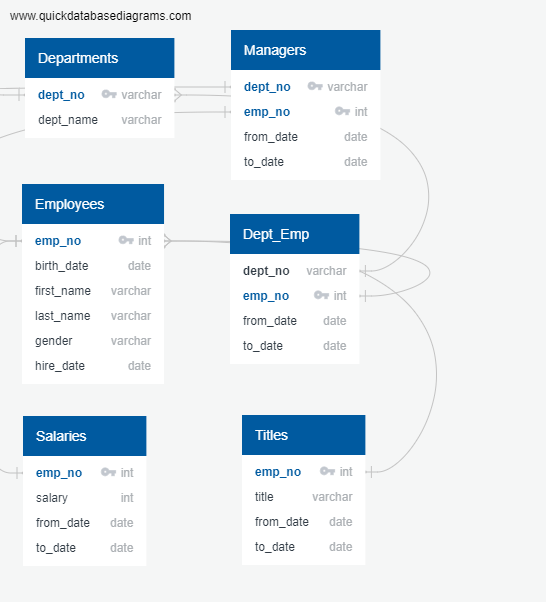 www.quickdatabasediagrams.com
Departments
dept_no varchar
dept_name varchar
Managers
dept_no varchar
emp_no int
from_date date
to_date date
Employees
emp_no int
birth_date date
first_name varchar
last_name varchar
gender varchar
hire_date date
Dept_Emp
dept_no varchar
emp_no int
from_date date
to_date date
Salaries
emp_no int
salary int
from_date date
to_date date
Titles
emp_no int
title varchar
from_date date
to_date date